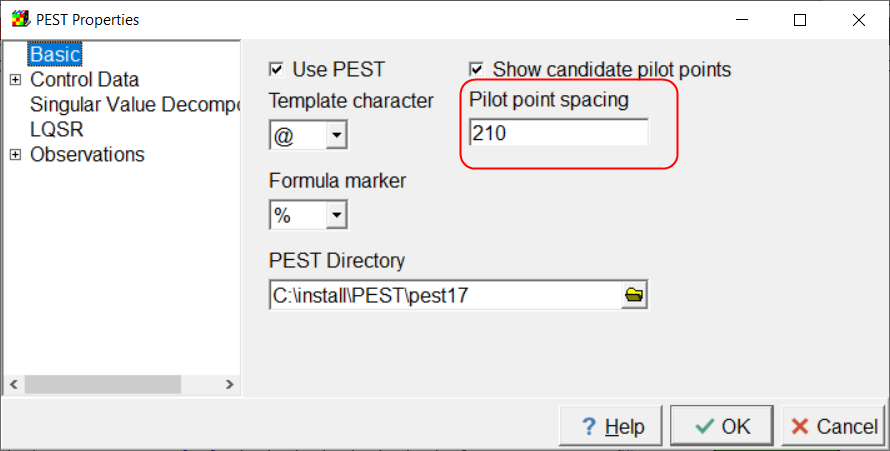 PEST Properties
Basic
Control Data
Singular Value Decompo
LQSR
Observations
Use PEST
Show candidate pilot points
Template character
Pilot point spacing
@
210
Formula marker
%
PEST Directory
C:\install\PEST\pest17
? Help
OK
Cancel